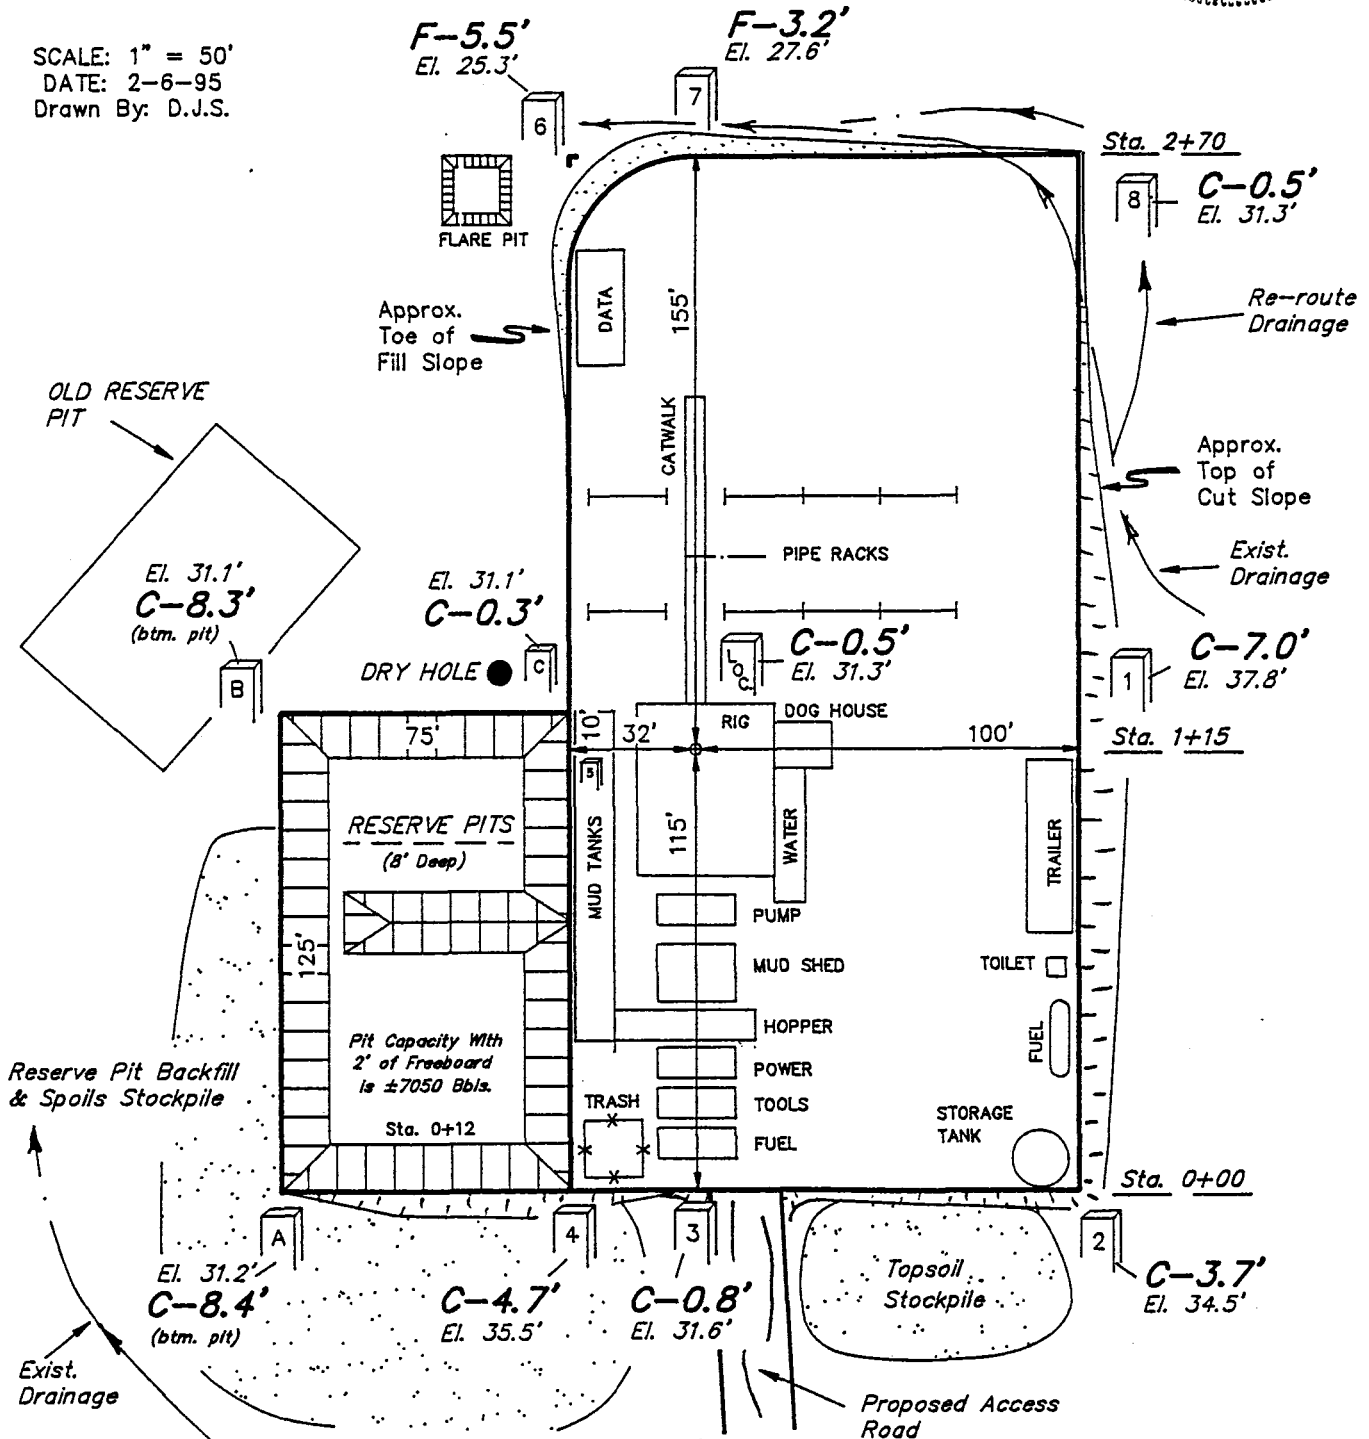 SCALE: 1" = 50'
DATE: 2-6-95
Drawn By: D.J.S.
F-5.5'
El. 25.3'
F-3.2'
El. 27.6'
6
7
Sta. 2+70
8
C-0.5'
El. 31.3'
FLARE PIT
DATA
155'
Approx.
Toe of
Fill Slope
Re-route
Drainage
OLD RESERVE
PIT
CATWALK
Approx.
Top of
Cut Slope
PIPE RACKS
Exist.
Drainage
El. 31.1'
C-8.3'
(btm. pit)
B
El. 31.1'
C-0.3'
C
DRY HOLE
LOC.
C-0.5'
El. 31.3'
1
C-7.0'
El. 37.8'
75'
10'
32'
RIG
DOG HOUSE
100'
Sta. 1+15
5
RESERVE PITS
(8' Deep)
MUD TANKS
115'
WATER
TRAILER
125'
PUMP
MUD SHED
TOILET
HOPPER
FUEL
Pit Capacity With
2' of Freeboard
is ±7050 Bbls.
POWER
Reserve Pit Backfill
& Spoils Stockpile
TRASH
TOOLS
STORAGE
TANK
Sta. 0+12
FUEL
Sta. 0+00
A
El. 31.2'
C-8.4'
(btm. pit)
4
C-4.7'
El. 35.5'
3
C-0.8'
El. 31.6'
Topsoil
Stockpile
2
C-3.7'
El. 34.5'
Exist.
Drainage
Proposed Access
Road